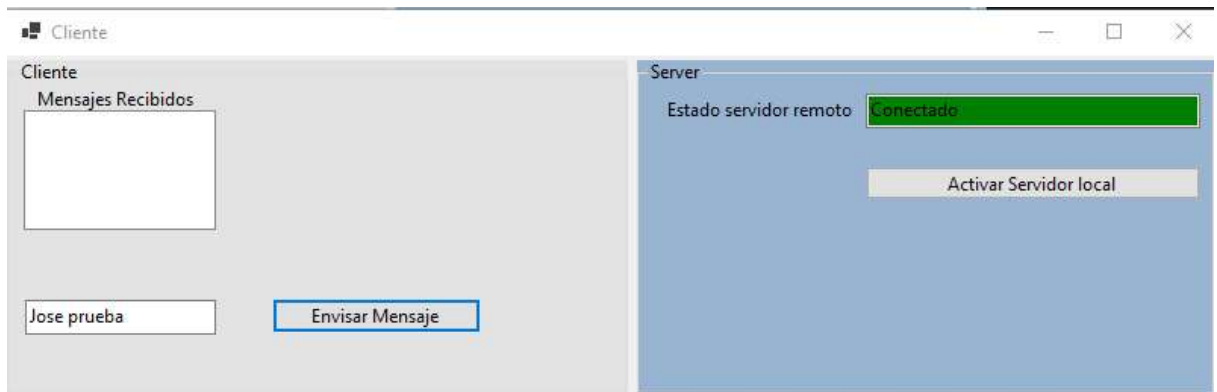 Cliente
Cliente
Mensajes Recibidos
Jose prueba
Envisar Mensaje
Server
Estado servidor remoto
Conectado
Activar Servidor local